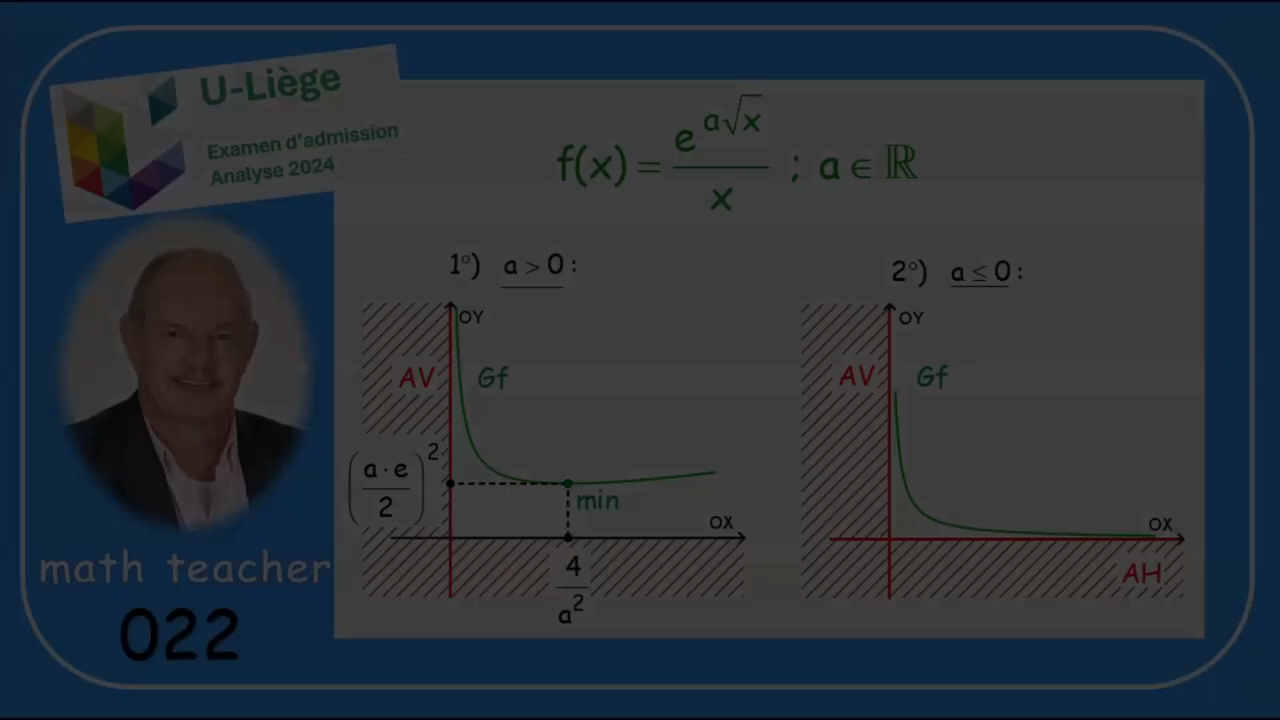 U-Liège
Examen d'admission
Analyse 2024
f(x) = e^{a√x} / x ; a ∈ ℝ
1°) a > 0 :
OY
AV
Gf
(a · e / 2)²
min
OX
4 / a²
2°) a ≤ 0 :
OY
AV
Gf
OX
AH
math teacher
022